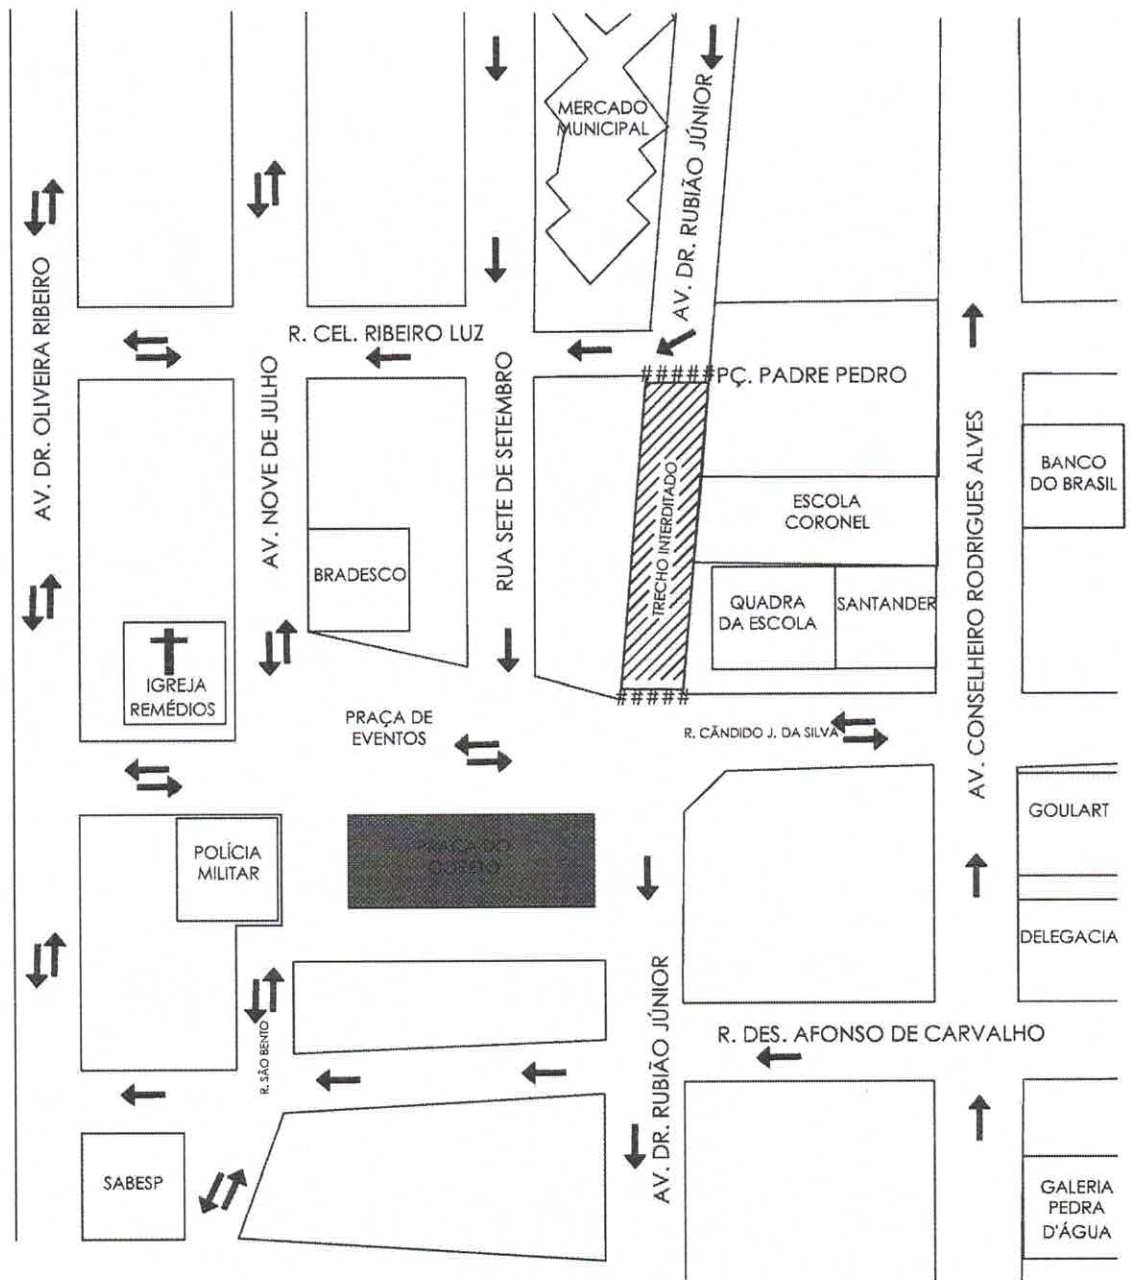 MERCADO
MUNICIPAL
AV. DR. RUBIÃO JÚNIOR
AV. DR. OLIVEIRA RIBEIRO
R. CEL. RIBEIRO LUZ
#####PÇ. PADRE PEDRO
AV. NOVE DE JULHO
RUA SETE DE SETEMBRO
TRECHO INTERDITADO
AV. CONSELHEIRO RODRIGUES ALVES
BANCO
DO BRASIL
ESCOLA
CORONEL
BRADESCO
QUADRA
DA ESCOLA
SANTANDER
IGREJA
REMÉDIOS
#####
PRAÇA DE
EVENTOS
R. CÂNDIDO J. DA SILVA
GOULART
POLÍCIA
MILITAR
PRAÇA DO
CORETO
DELEGACIA
R. SÃO BENTO
AV. DR. RUBIÃO JÚNIOR
R. DES. AFONSO DE CARVALHO
SABESP
GALERIA
PEDRA
D'ÁGUA